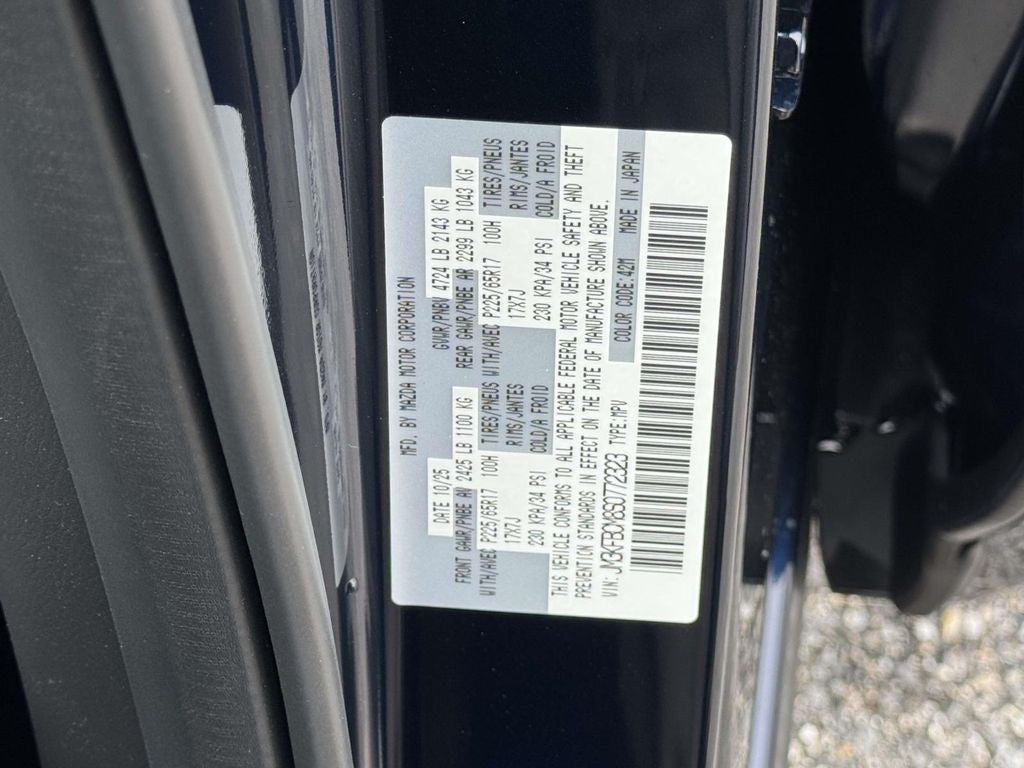 MFD. BY MAZDA MOTOR CORPORATION
DATE 10/25 GVWR/PNBV 4724 LB 2143 KG
FRONT GAWR/PNBE AV 2425 LB 1100 KG REAR GAWR/PNBE AR 2299 LB 1043 KG
WITH/AVEC P225/65R17 100H TIRES/PNEUS WITH/AVEC P225/65R17 100H TIRES/PNEUS
17X7J RIMS/JANTES 17X7J RIMS/JANTES
230 KPA/34 PSI COLD/A FROID 230 KPA/34 PSI COLD/A FROID
THIS VEHICLE CONFORMS TO ALL APPLICABLE FEDERAL MOTOR VEHICLE SAFETY AND THEFT
PREVENTION STANDARDS IN EFFECT ON THE DATE OF MANUFACTURE SHOWN ABOVE.
VIN: JM3KFBCM6S0772323 TYPE:MPV COLOR CODE:42M MADE IN JAPAN